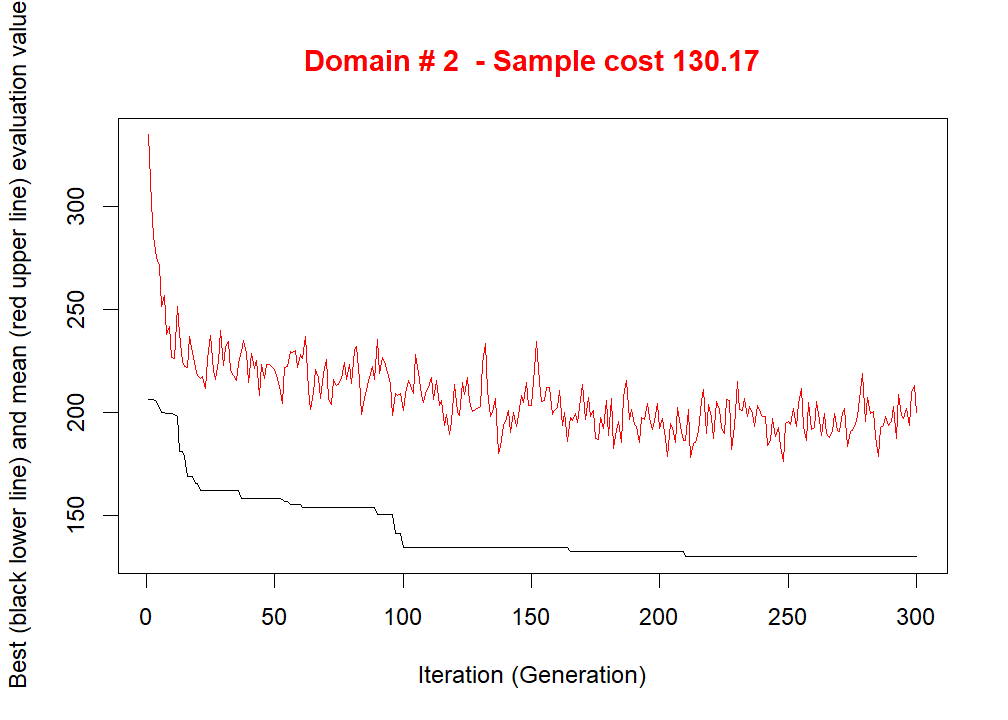 Domain # 2  - Sample cost 130.17
Best (black lower line) and mean (red upper line) evaluation value
300
250
200
150
0 50 100 150 200 250 300
Iteration (Generation)